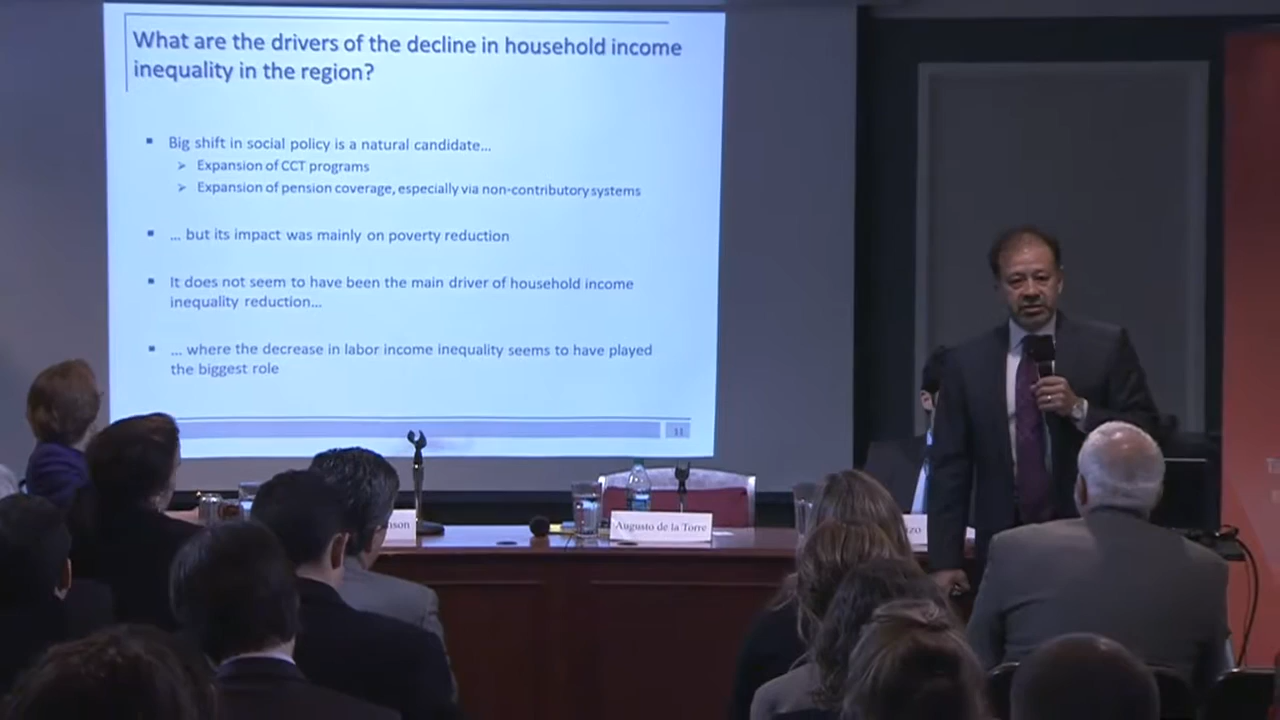 What are the drivers of the decline in household income
inequality in the region?
Big shift in social policy is a natural candidate...
Expansion of CCT programs
Expansion of pension coverage, especially via non-contributory systems
... but its impact was mainly on poverty reduction
It does not seem to have been the main driver of household income
inequality reduction...
... where the decrease in labor income inequality seems to have played
the biggest role
11
Augusto de la Torre